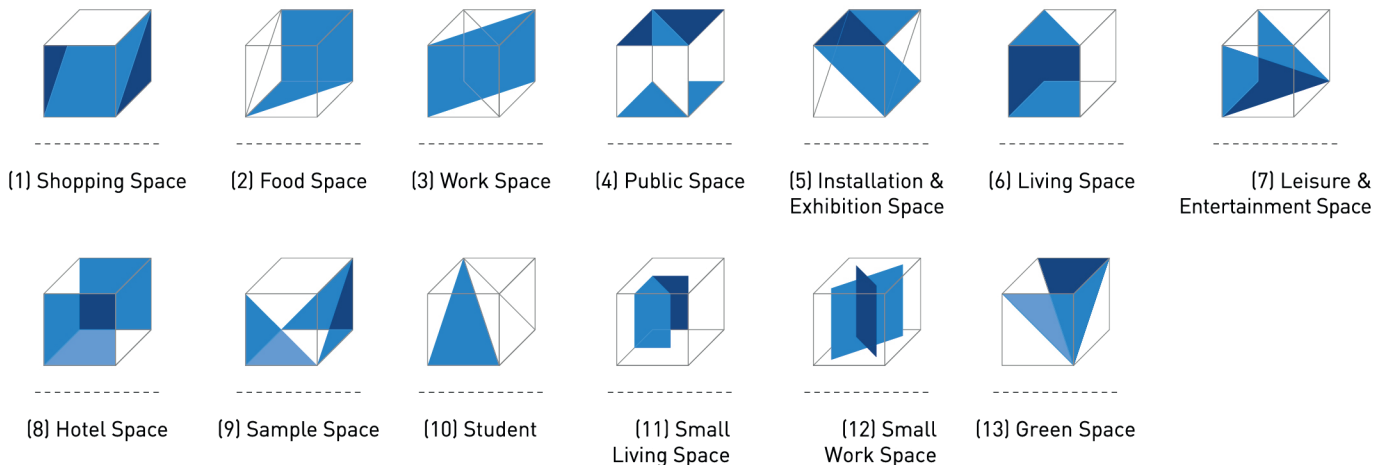 (1) Shopping Space
(2) Food Space
(3) Work Space
(4) Public Space
(5) Installation &
Exhibition Space
(6) Living Space
(7) Leisure &
Entertainment Space
(8) Hotel Space
(9) Sample Space
(10) Student
(11) Small
Living Space
(12) Small
Work Space
(13) Green Space